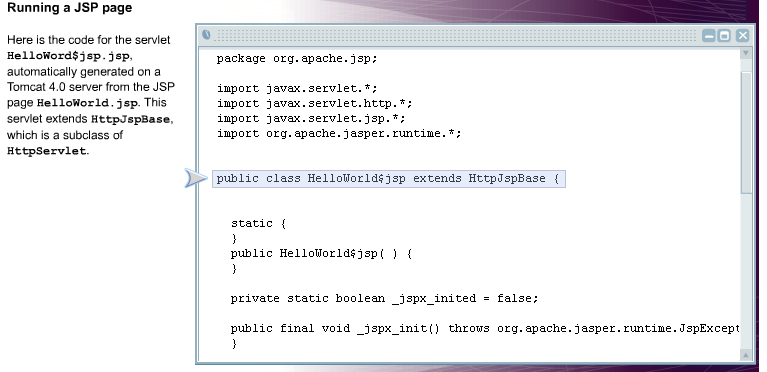 Running a JSP page
Here is the code for the servlet
HelloWord$jsp.jsp,
automatically generated on a
Tomcat 4.0 server from the JSP
page HelloWorld.jsp. This
servlet extends HttpJspBase,
which is a subclass of
HttpServlet.
package org.apache.jsp;
import javax.servlet.*;
import javax.servlet.http.*;
import javax.servlet.jsp.*;
import org.apache.jasper.runtime.*;
public class HelloWorld$jsp extends HttpJspBase {
static {
}
public HelloWorld$jsp( ) {
}
private static boolean _jspx_inited = false;
public final void _jspx_init() throws org.apache.jasper.runtime.JspExcept
}